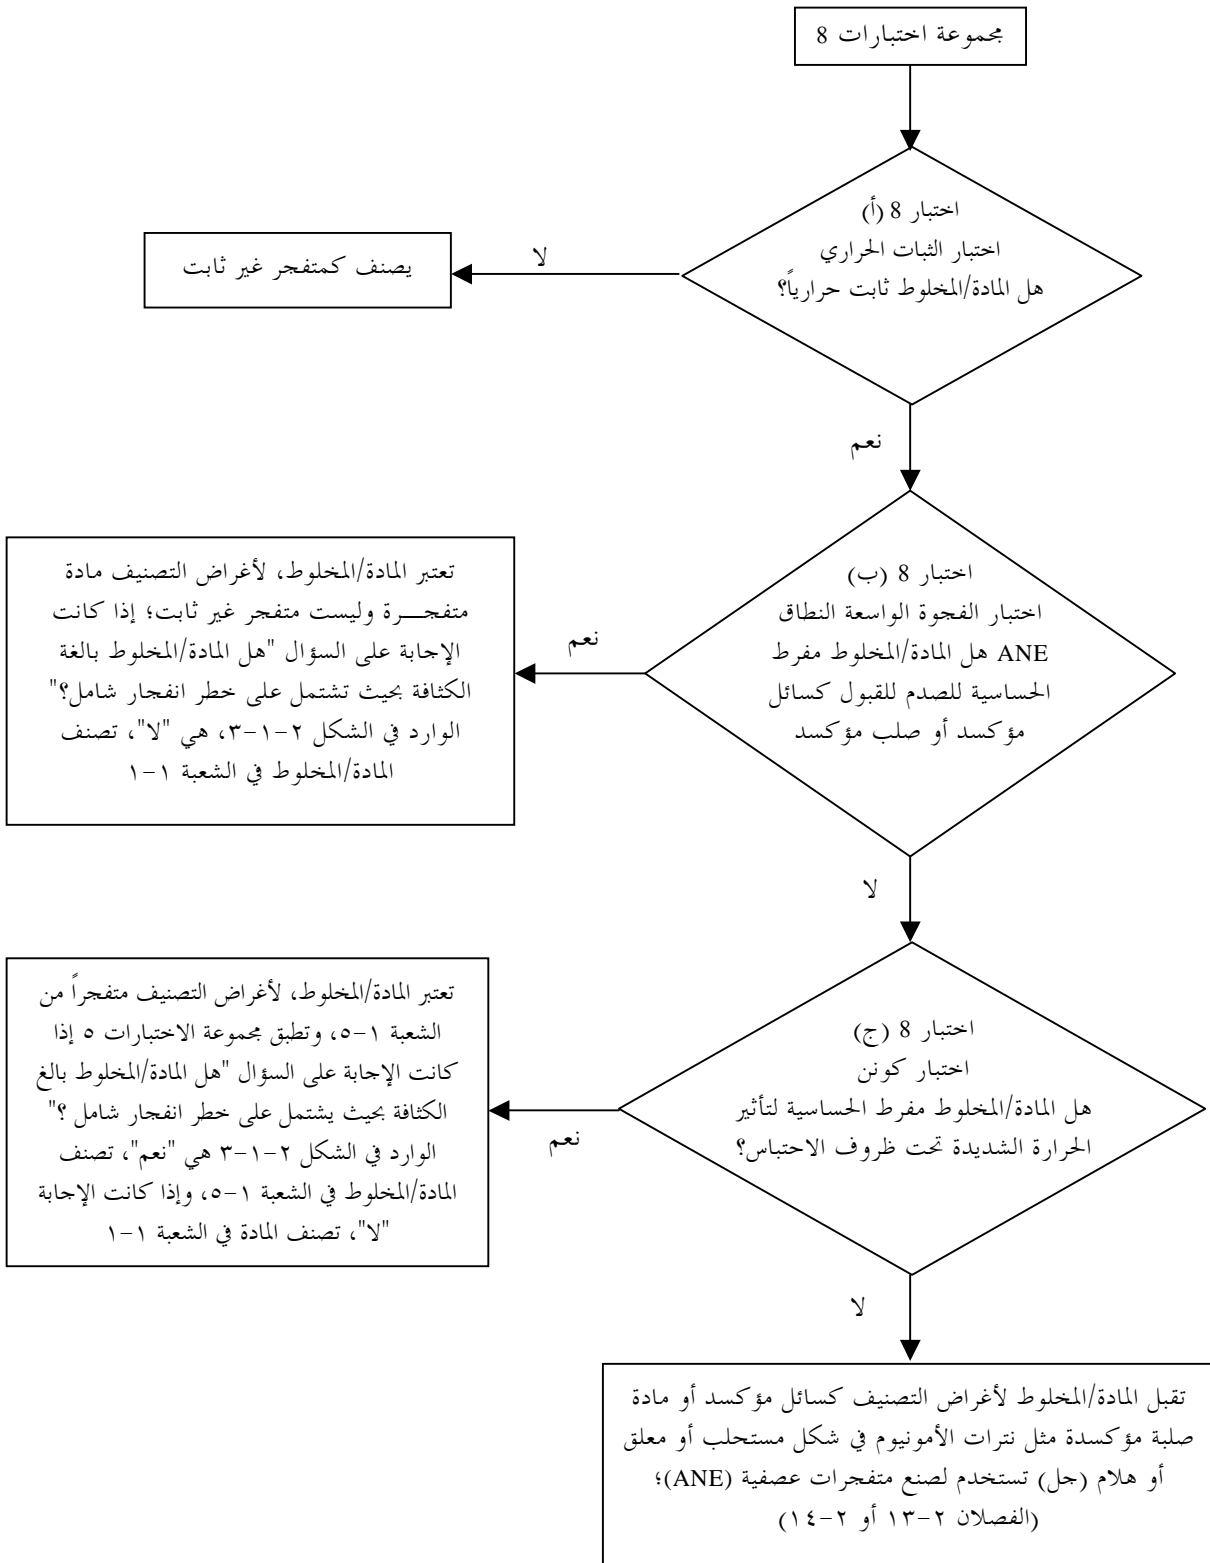 مجموعة اختبارات 8
اختبار 8 (أ)
اختبار الثبات الحراري
هل المادة/المخلوط ثابت حرارياً؟
لا
يصنف كمتفجر غير ثابت
نعم
اختبار 8 (ب)
اختبار الفجوة الواسعة النطاق
ANE هل المادة/المخلوط مفرط
الحساسية للصدم للقبول كسائل
مؤكسد أو صلب مؤكسد
نعم
تعتبر المادة/المخلوط، لأغراض التصنيف مادة
متفجـــرة وليست متفجر غير ثابت؛ إذا كانت
الإجابة على السؤال "هل المادة/المخلوط بالغة
الكثافة بحيث تشتمل على خطر انفجار شامل؟"
الوارد في الشكل ٢-١-٣، هي "لا"، تصنف
المادة/المخلوط في الشعبة ١-١
لا
اختبار 8 (ج)
اختبار كونن
هل المادة/المخلوط مفرط الحساسية لتأثير
الحرارة الشديدة تحت ظروف الاحتباس؟
نعم
تعتبر المادة/المخلوط، لأغراض التصنيف متفجراً من
الشعبة ١-٥، وتطبق مجموعة الاختبارات ٥ إذا
كانت الإجابة على السؤال "هل المادة/المخلوط بالغ
الكثافة بحيث يشتمل على خطر انفجار شامل ؟"
الوارد في الشكل ٢-١-٣ هي "نعم"، تصنف
المادة/المخلوط في الشعبة ١-٥، وإذا كانت الإجابة
"لا"، تصنف المادة في الشعبة ١-١
لا
تقبل المادة/المخلوط لأغراض التصنيف كسائل مؤكسد أو مادة
صلبة مؤكسدة مثل نترات الأمونيوم في شكل مستحلب أو معلق
أو هلام (جل) تستخدم لصنع متفجرات عصفية (ANE)؛
(الفصلان ٢-١٣ أو ٢-١٤)